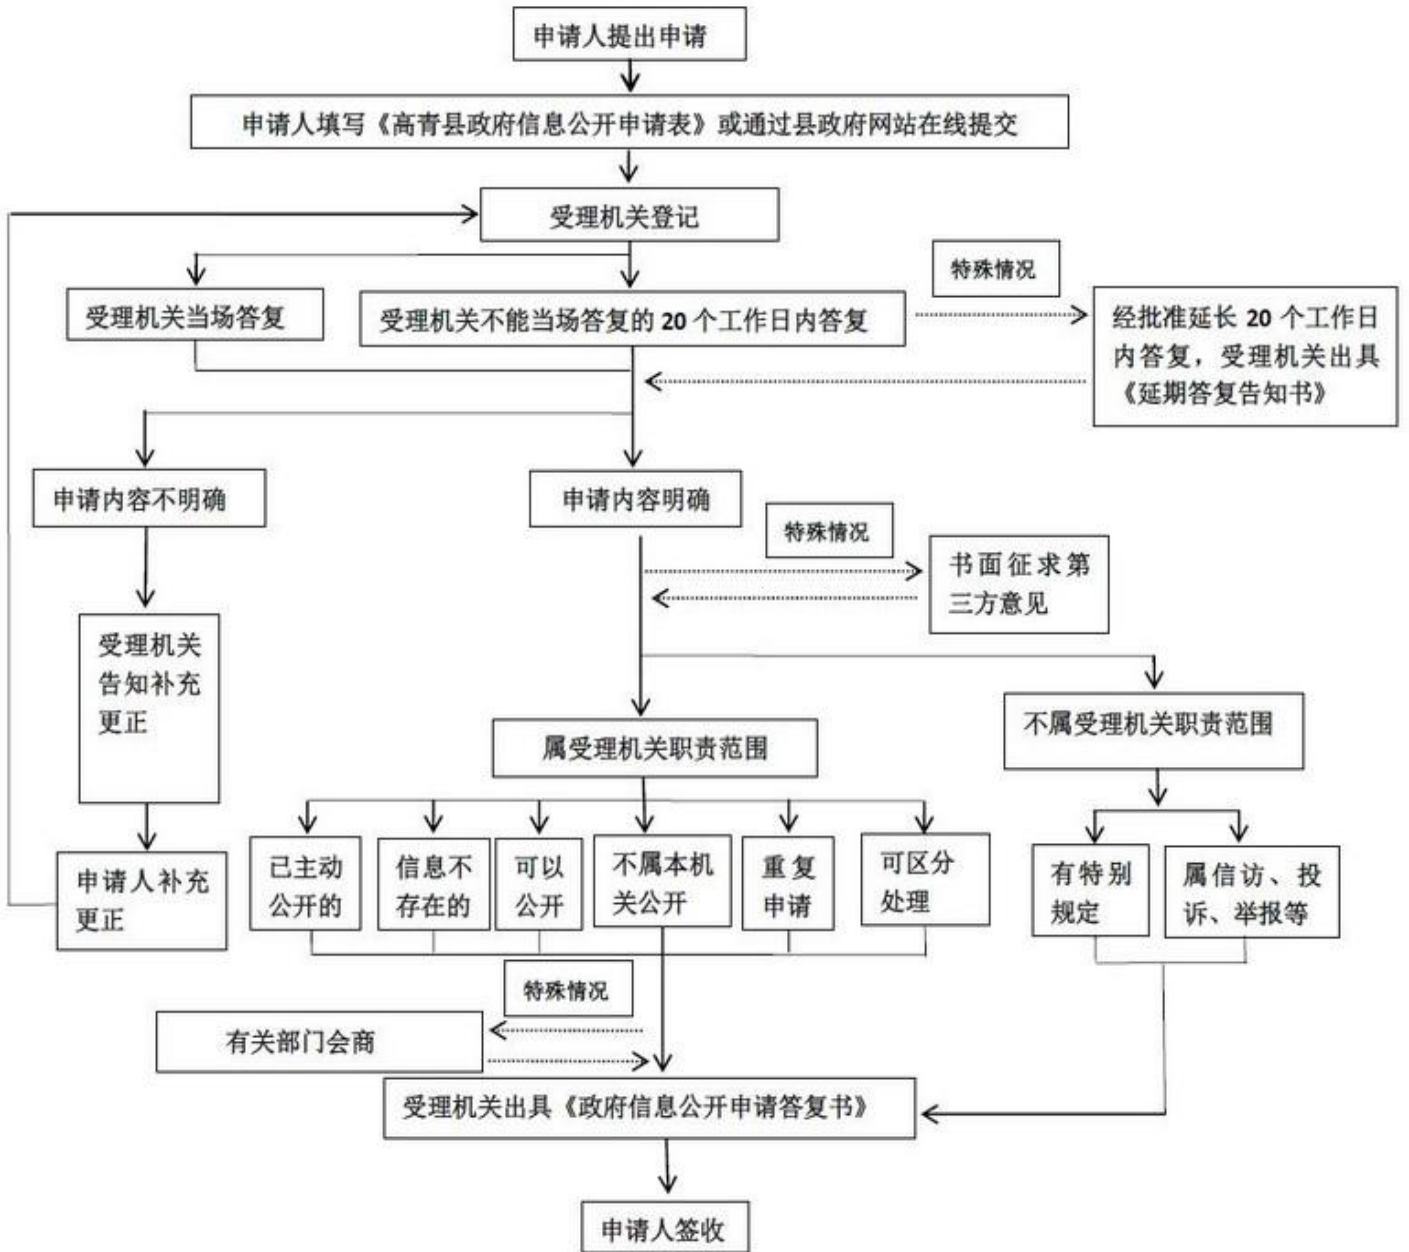 申请人提出申请
申请人填写《高青县政府信息公开申请表》或通过县政府网站在线提交
受理机关登记
特殊情况
受理机关当场答复
受理机关不能当场答复的 20 个工作日内答复
经批准延长 20 个工作日
内答复，受理机关出具
《延期答复告知书》
申请内容不明确
申请内容明确
特殊情况
书面征求第
三方意见
受理机关
告知补充
更正
属受理机关职责范围
不属受理机关职责范围
申请人补充
更正
已主动
公开的
信息不
存在的
可以
公开
不属本机
关公开
重复
申请
可区分
处理
有特别
规定
属信访、投
诉、举报等
特殊情况
有关部门会商
受理机关出具《政府信息公开申请答复书》
申请人签收